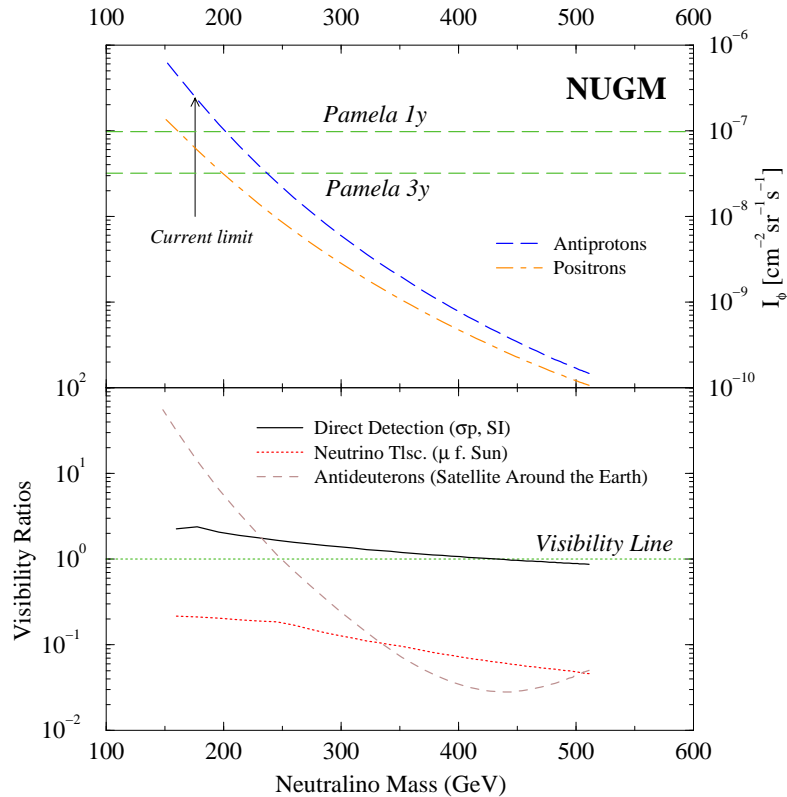 100 200 300 400 500 600
NUGM
10⁻⁶
Pamela 1y
10⁻⁷
Pamela 3y
10⁻⁸
Current limit
Antiprotons
Positrons
10⁻⁹
10⁻¹⁰
I_ϕ [cm⁻² sr⁻¹ s⁻¹]
10²
Direct Detection (σp, SI)
Neutrino Tlsc. (μ f. Sun)
Antideuterons (Satellite Around the Earth)
10¹
Visibility Line
10⁰
10⁻¹
10⁻²
Visibility Ratios
100 200 300 400 500 600
Neutralino Mass (GeV)